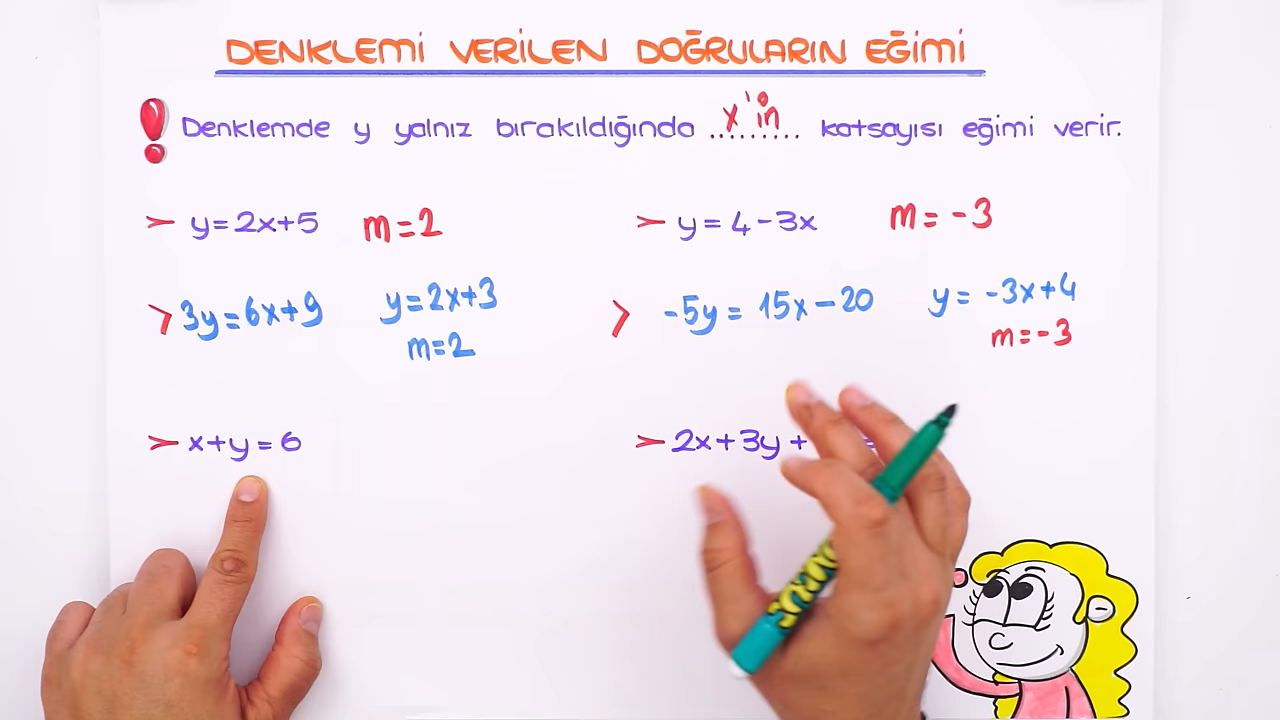 DENKLEMİ VERİLEN DOĞRULARIN EĞİMİ
Denklemde y yalnız bırakıldığında x'in katsayısı eğimi verir.
> y=2x+5 m=2
> y=4-3x m=-3
> 3y=6x+9 y=2x+3
m=2
> -5y=15x-20 y=-3x+4
m=-3
> x+y=6
> 2x+3y+ =